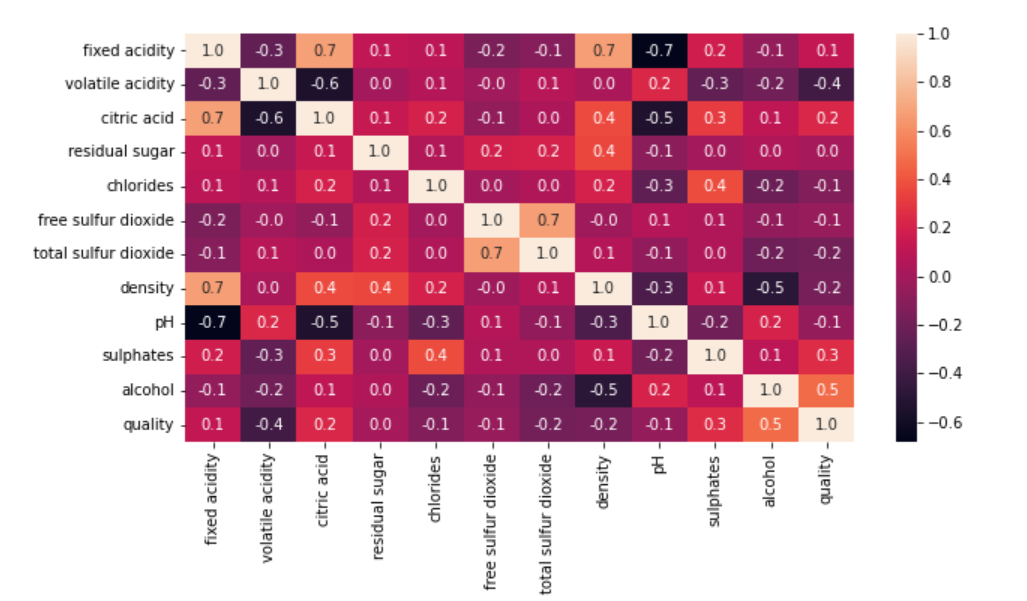 fixed acidity 1.0 -0.3 0.7 0.1 0.1 -0.2 -0.1 0.7 -0.7 0.2 -0.1 0.1
volatile acidity -0.3 1.0 -0.6 0.0 0.1 -0.0 0.1 0.0 0.2 -0.3 -0.2 -0.4
citric acid 0.7 -0.6 1.0 0.1 0.2 -0.1 0.0 0.4 -0.5 0.3 0.1 0.2
residual sugar 0.1 0.0 0.1 1.0 0.1 0.2 0.2 0.4 -0.1 0.0 0.0 0.0
chlorides 0.1 0.1 0.2 0.1 1.0 0.0 0.0 0.2 -0.3 0.4 -0.2 -0.1
free sulfur dioxide -0.2 -0.0 -0.1 0.2 0.0 1.0 0.7 -0.0 0.1 0.1 -0.1 -0.1
total sulfur dioxide -0.1 0.1 0.0 0.2 0.0 0.7 1.0 0.1 -0.1 0.0 -0.2 -0.2
density 0.7 0.0 0.4 0.4 0.2 -0.0 0.1 1.0 -0.3 0.1 -0.5 -0.2
pH -0.7 0.2 -0.5 -0.1 -0.3 0.1 -0.1 -0.3 1.0 -0.2 0.2 -0.1
sulphates 0.2 -0.3 0.3 0.0 0.4 0.1 0.0 0.1 -0.2 1.0 0.1 0.3
alcohol -0.1 -0.2 0.1 0.0 -0.2 -0.1 -0.2 -0.5 0.2 0.1 1.0 0.5
quality 0.1 -0.4 0.2 0.0 -0.1 -0.1 -0.2 -0.2 -0.1 0.3 0.5 1.0
fixed acidity
volatile acidity
citric acid
residual sugar
chlorides
free sulfur dioxide
total sulfur dioxide
density
pH
sulphates
alcohol
quality
1.0
0.8
0.6
0.4
0.2
0.0
−0.2
−0.4
−0.6